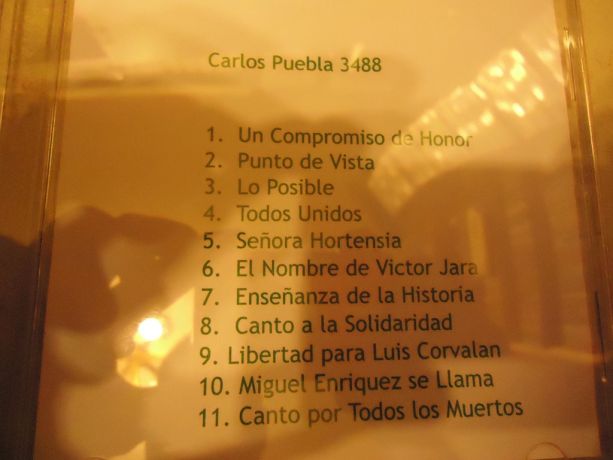 Carlos Puebla 3488
1. Un Compromiso de Honor
2. Punto de Vista
3. Lo Posible
4. Todos Unidos
5. Señora Hortensia
6. El Nombre de Victor Jara
7. Enseñanza de la Historia
8. Canto a la Solidaridad
9. Libertad para Luis Corvalan
10. Miguel Enriquez se Llama
11. Canto por Todos los Muertos